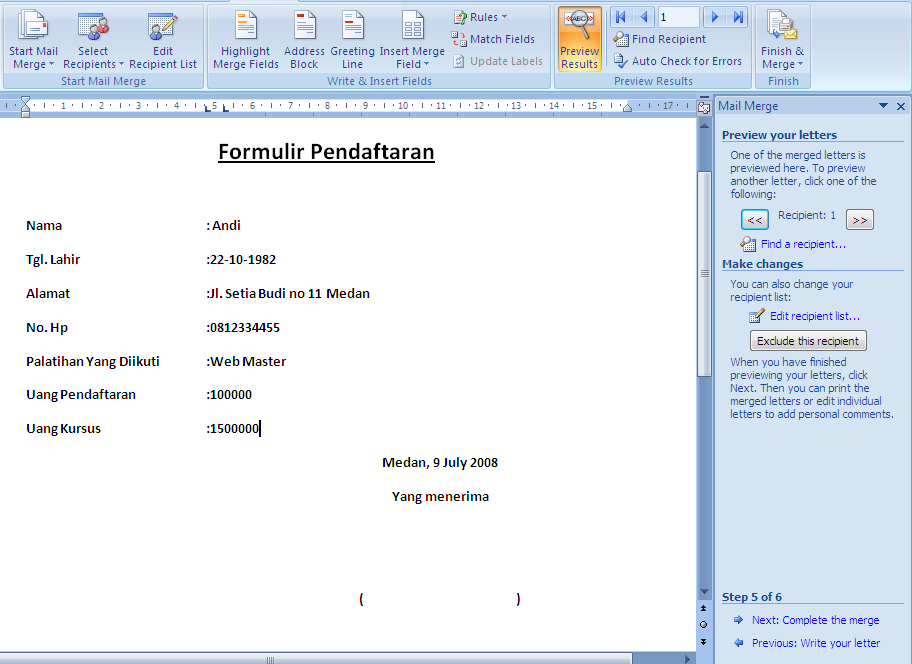 Start Mail Merge
Select Recipients
Edit Recipient List
Start Mail Merge
Highlight Merge Fields
Address Block
Greeting Line
Insert Merge Field
Rules
Match Fields
Update Labels
Write & Insert Fields
«ABC»
Preview Results
1
Find Recipient
Auto Check for Errors
Preview Results
Finish & Merge
Finish
1 2 3 4 5 6 7 8 9 10 11 12 13 14 15 17
Formulir Pendaftaran
Nama : Andi
Tgl. Lahir :22-10-1982
Alamat :Jl. Setia Budi no 11 Medan
No. Hp :0812334455
Palatihan Yang Diikuti :Web Master
Uang Pendaftaran :100000
Uang Kursus :1500000
Medan, 9 July 2008
Yang menerima
( )
Mail Merge
Preview your letters
One of the merged letters is
previewed here. To preview
another letter, click one of the
following:
<< Recipient: 1 >>
Find a recipient...
Make changes
You can also change your
recipient list:
Edit recipient list...
Exclude this recipient
When you have finished
previewing your letters, click
Next. Then you can print the
merged letters or edit individual
letters to add personal comments.
Step 5 of 6
Next: Complete the merge
Previous: Write your letter